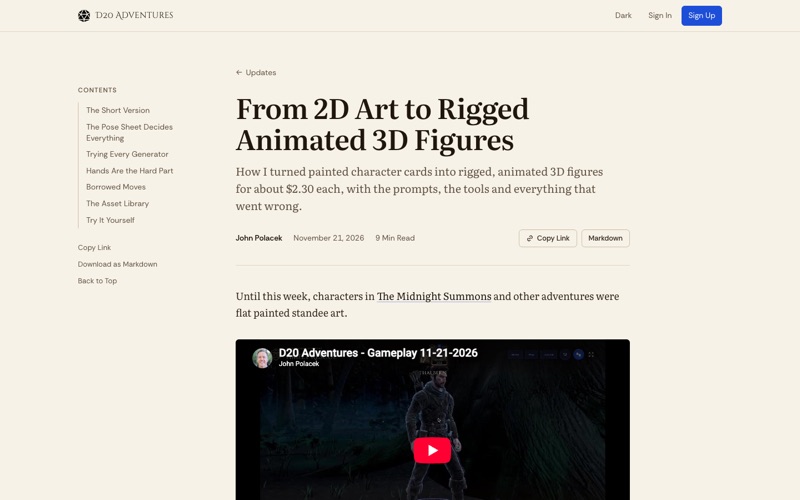 D20 ADVENTURES
Dark
Sign In
Sign Up
← Updates
CONTENTS
The Short Version
The Pose Sheet Decides
Everything
Trying Every Generator
Hands Are the Hard Part
Borrowed Moves
The Asset Library
Try It Yourself
Copy Link
Download as Markdown
Back to Top
From 2D Art to Rigged
Animated 3D Figures
How I turned painted character cards into rigged, animated 3D figures
for about $2.30 each, with the prompts, the tools and everything that
went wrong.
John Polacek
November 21, 2026
9 Min Read
Copy Link
Markdown
Until this week, characters in The Midnight Summons and other adventures were
flat painted standee art.
D20 Adventures - Gameplay 11-21-2026
John Polacek